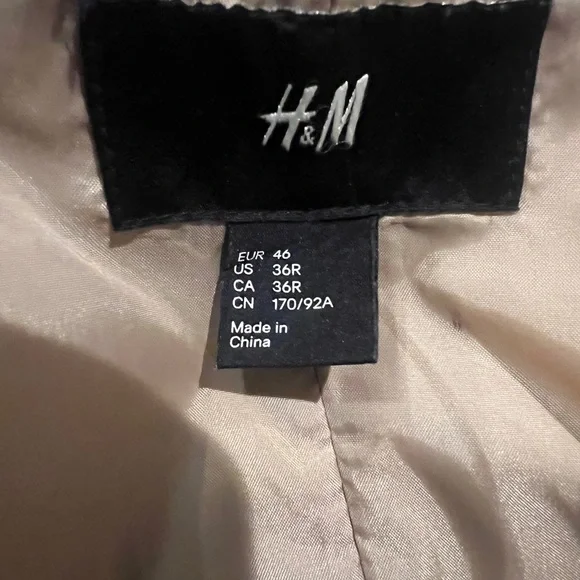 H&M
EUR 46
US 36R
CA 36R
CN 170/92A
Made in
China